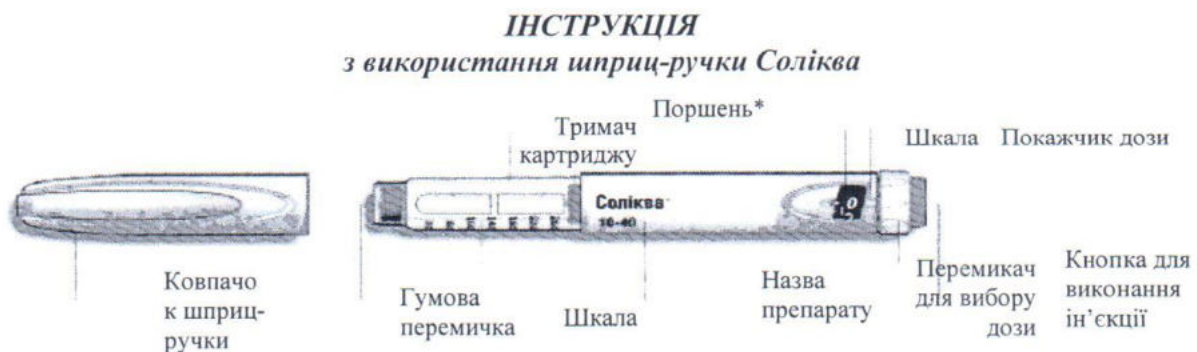 ІНСТРУКЦІЯ
з використання шприц-ручки Соліква
Поршень*
Тримач
картриджу
Шкала
Покажчик дози
Соліква
10-40
Ковпачо
к шприц-
ручки
Гумова
перемичка
Шкала
Назва
препарату
Перемикач
для вибору
дози
Кнопка для
виконання
ін’єкції